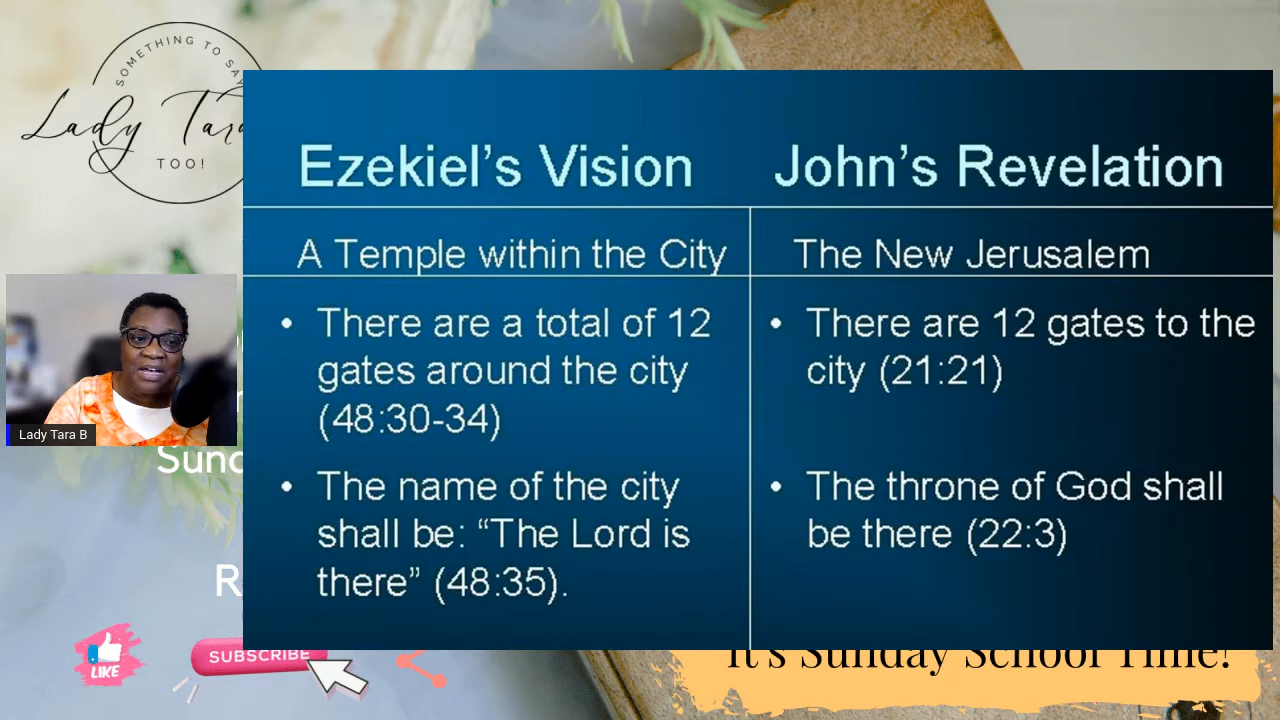 SOMETHING TO SAY
Lady Tara
TOO!
Ezekiel’s Vision
John’s Revelation
A Temple within the City
The New Jerusalem
• There are a total of 12
gates around the city
(48:30-34)
• There are 12 gates to the
city (21:21)
• The name of the city
shall be: “The Lord is
there” (48:35).
• The throne of God shall
be there (22:3)
Lady Tara B
LIKE
SUBSCRIBE
It's Sunday School Time!